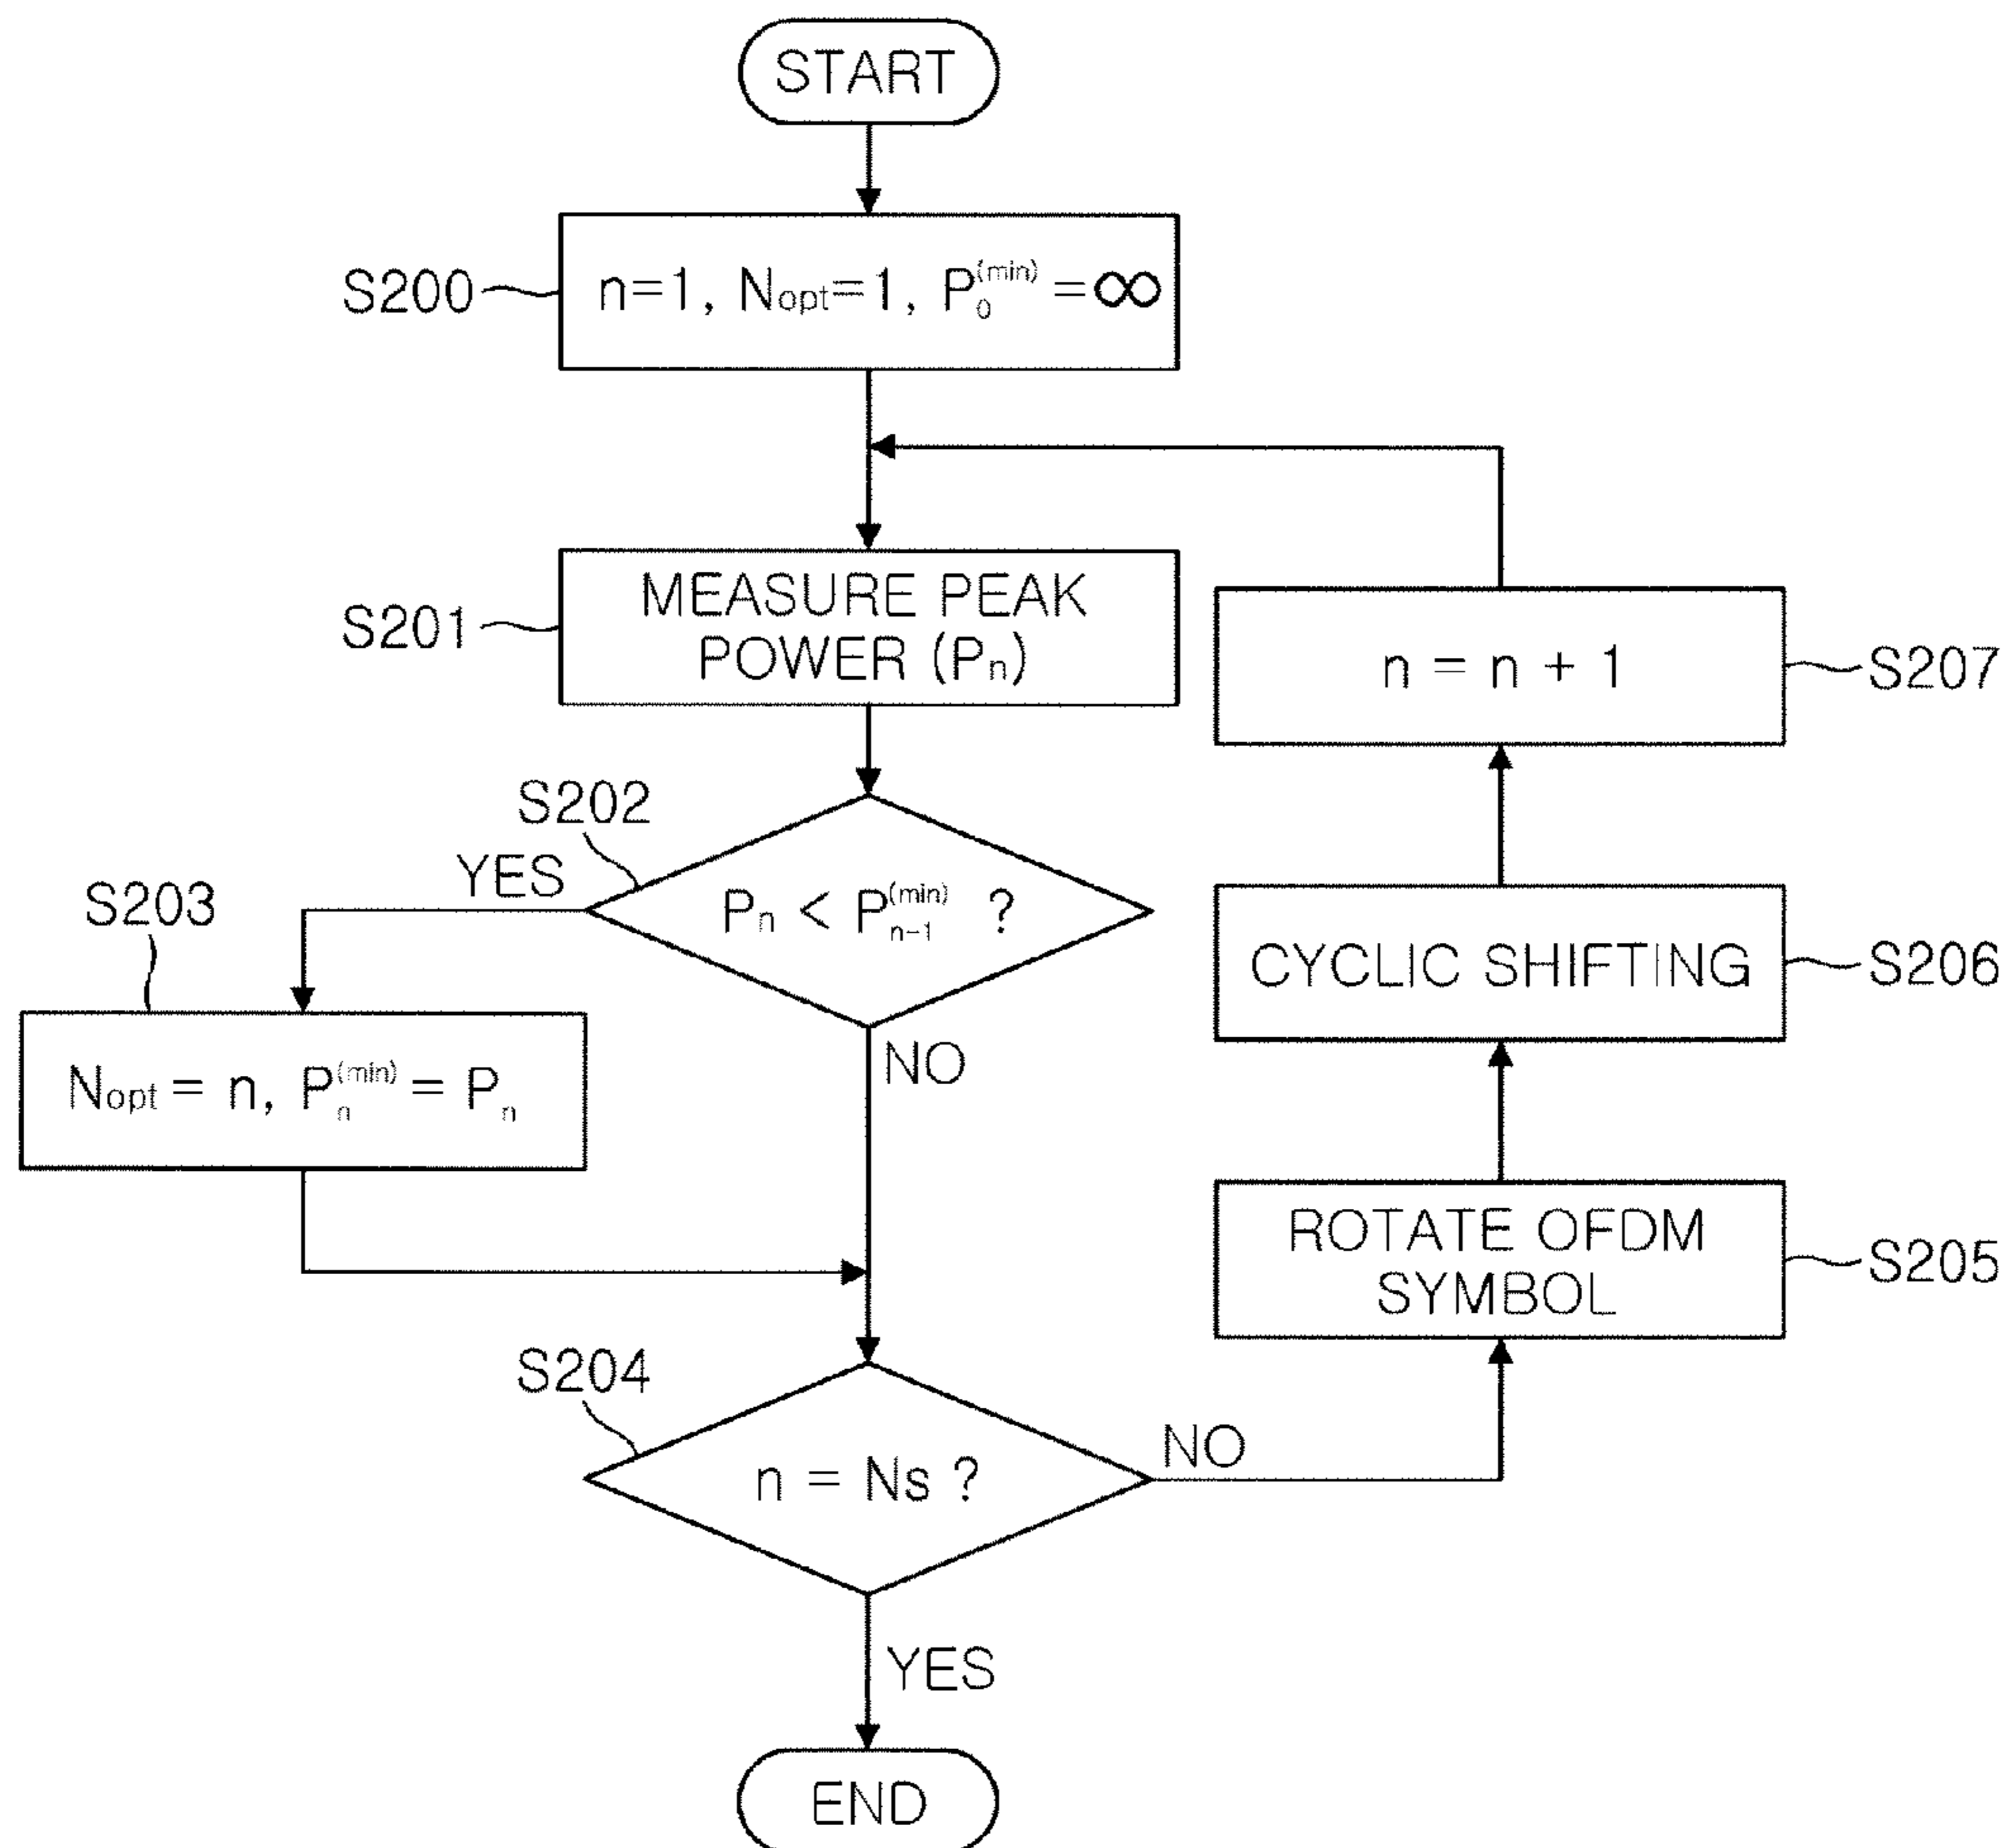 START
S200
n=1, Nopt=1, P0(min) =∞
S201
MEASURE PEAK
POWER (Pn)
S202
YES
Pn < Pn-1(min) ?
NO
S203
Nopt = n, Pn(min) = Pn
S204
n = Ns ?
NO
YES
END
ROTATE OFDM
SYMBOL
S205
CYCLIC SHIFTING
S206
n = n + 1
S207